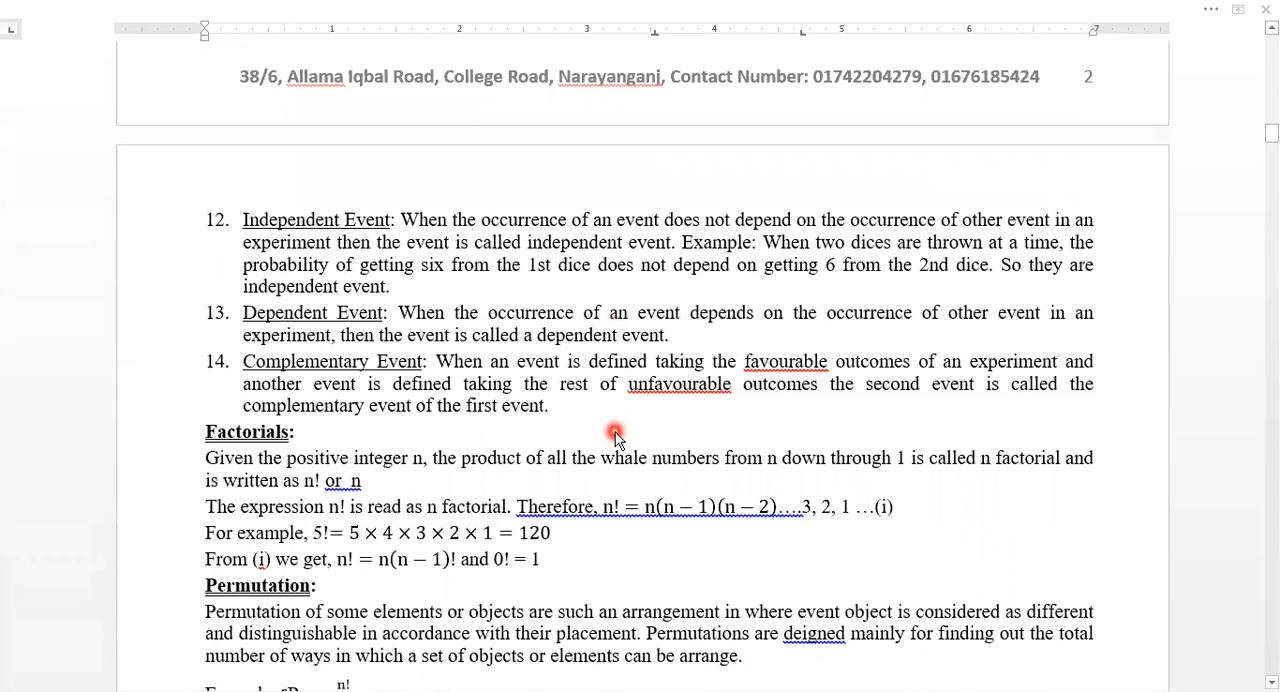 1 2 3 4 5 6 7
38/6, Allama Iqbal Road, College Road, Narayanganj, Contact Number: 01742204279, 01676185424 2
12. Independent Event: When the occurrence of an event does not depend on the occurrence of other event in an
experiment then the event is called independent event. Example: When two dices are thrown at a time, the
probability of getting six from the 1st dice does not depend on getting 6 from the 2nd dice. So they are
independent event.
13. Dependent Event: When the occurrence of an event depends on the occurrence of other event in an
experiment, then the event is called a dependent event.
14. Complementary Event: When an event is defined taking the favourable outcomes of an experiment and
another event is defined taking the rest of unfavourable outcomes the second event is called the
complementary event of the first event.
Factorials:
Given the positive integer n, the product of all the whale numbers from n down through 1 is called n factorial and
is written as n! or n
The expression n! is read as n factorial. Therefore, n! = n(n − 1)(n − 2)….3, 2, 1 …(i)
For example, 5!= 5 × 4 × 3 × 2 × 1 = 120
From (i) we get, n! = n(n − 1)! and 0! = 1
Permutation:
Permutation of some elements or objects are such an arrangement in where event object is considered as different
and distinguishable in accordance with their placement. Permutations are deigned mainly for finding out the total
number of ways in which a set of objects or elements can be arrange.
n!